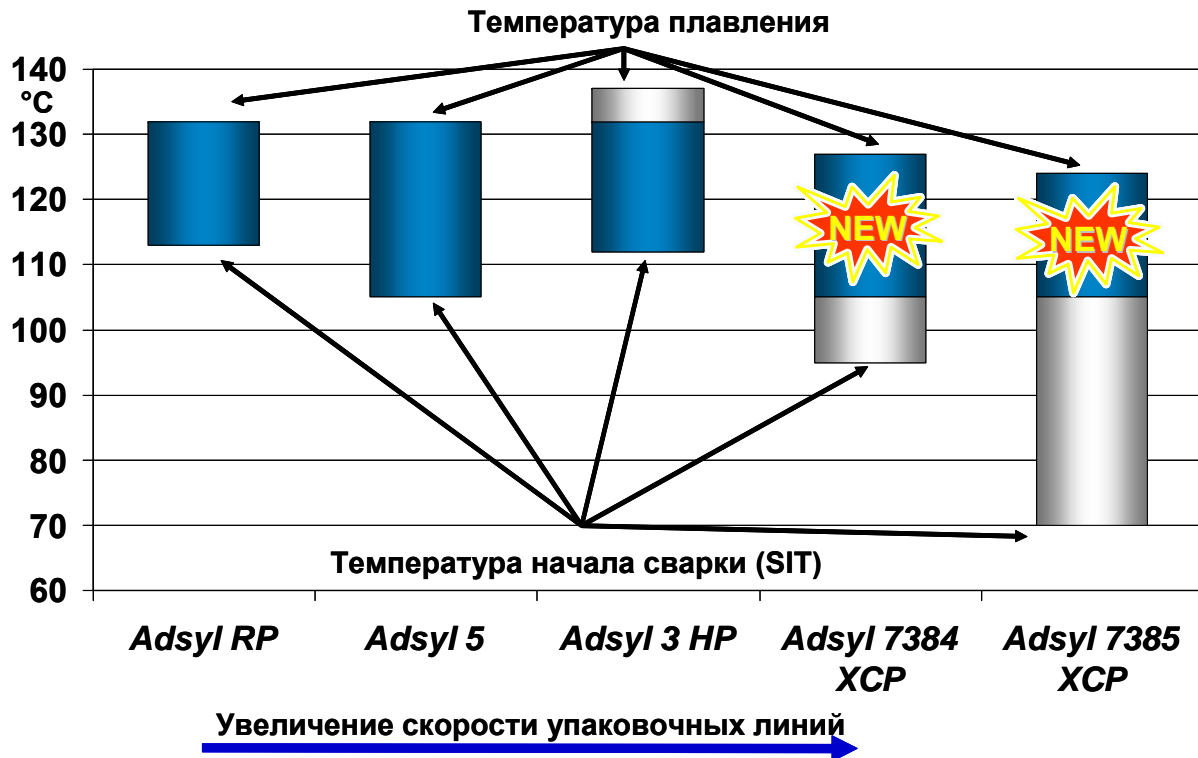 Температура плавления
140
°C
130
120
110
100
90
80
70
60
NEW
NEW
Температура начала сварки (SIT)
Adsyl RP
Adsyl 5
Adsyl 3 HP
Adsyl 7384
XCP
Adsyl 7385
XCP
Увеличение скорости упаковочных линий